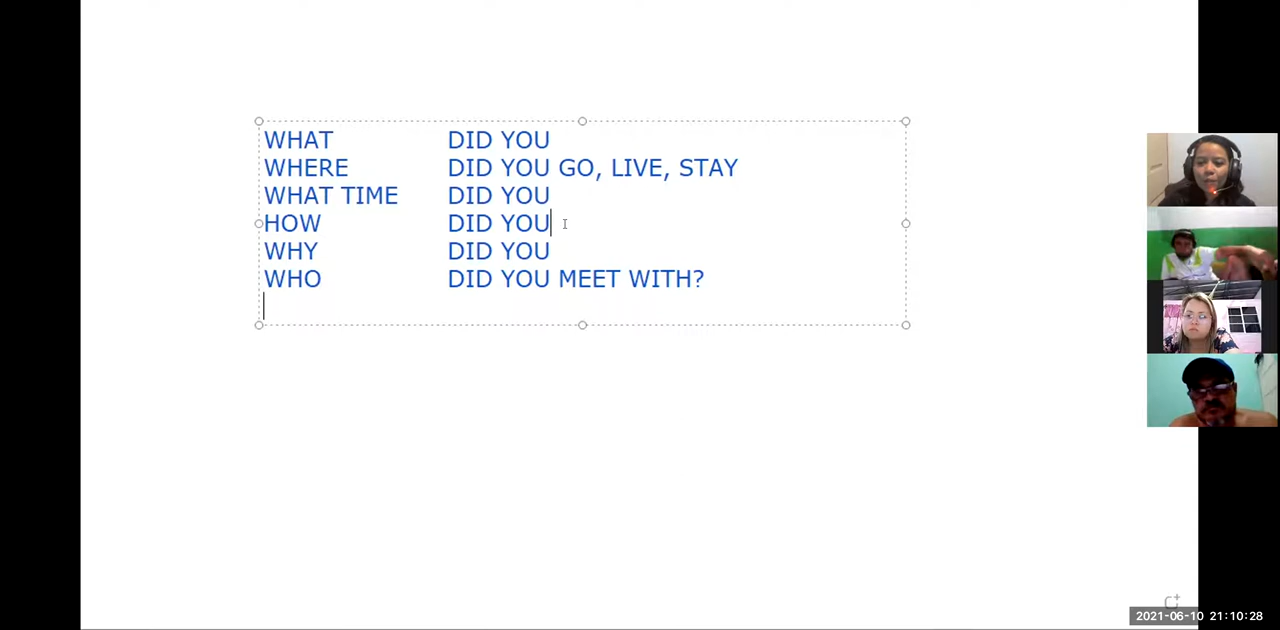 WHAT DID YOU
WHERE DID YOU GO, LIVE, STAY
WHAT TIME DID YOU
HOW DID YOU
WHY DID YOU
WHO DID YOU MEET WITH?
2021-06-10 21:10:28